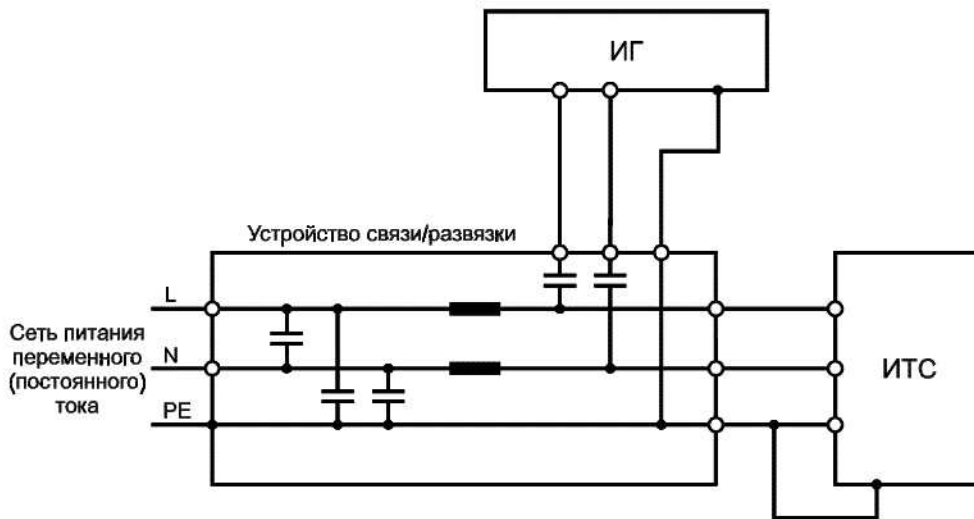 ИГ
Устройство связи/развязки
L
Сеть питания
переменного
(постоянного)
тока
N
PE
ИТС